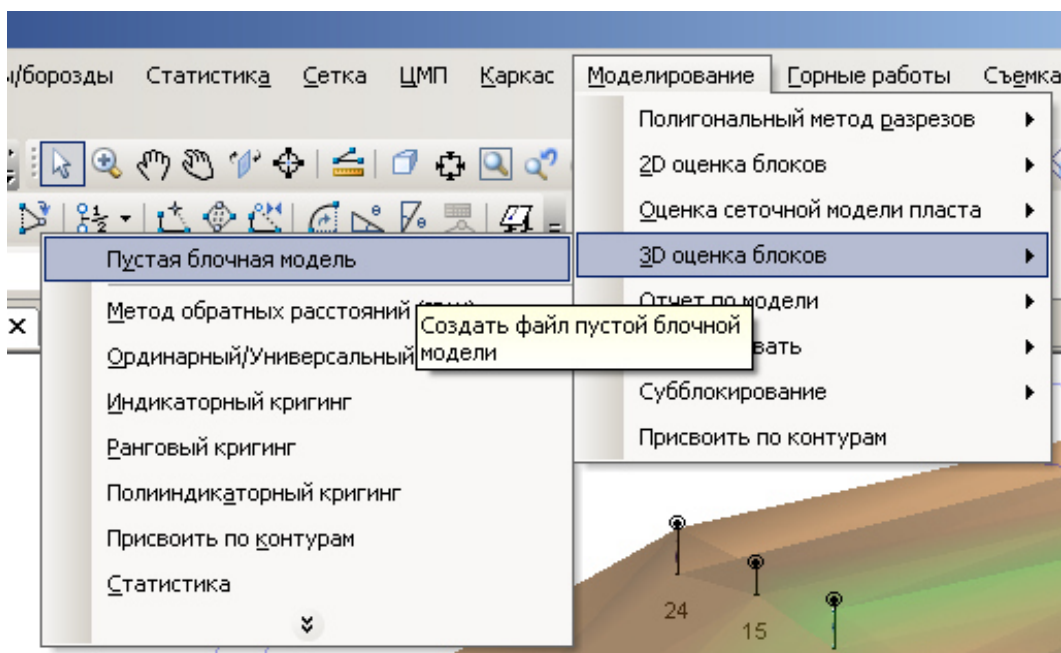 ы/борозды Статистика Сетка ЦМП Каркас Моделирование Горные работы Съемка
Полигональный метод разрезов
2D оценка блоков
Оценка сеточной модели пласта
3D оценка блоков
Отчет по модели
вать
Субблокирование
Присвоить по контурам
Пустая блочная модель
Метод обратных расстояний
Ординарный/Универсальный
Индикаторный кригинг
Ранговый кригинг
Полииндикаторный кригинг
Присвоить по контурам
Статистика
Создать файл пустой блочной
модели
24
15